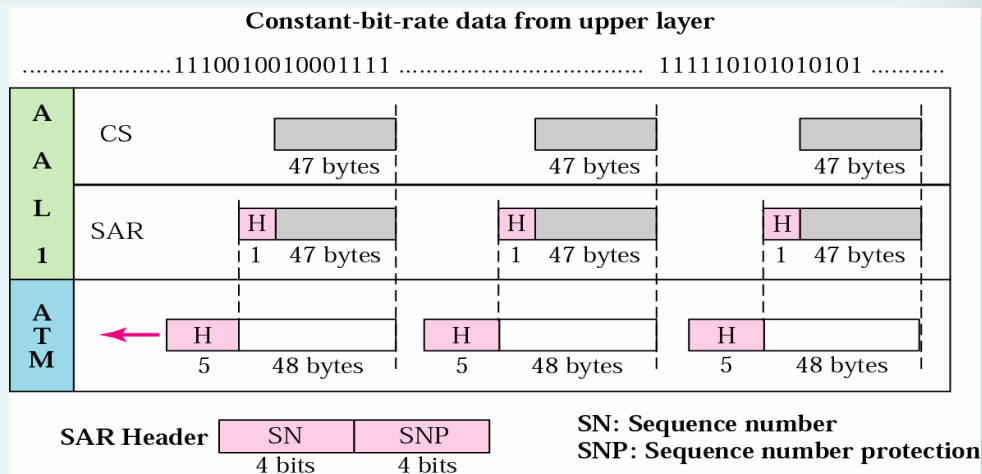 Constant-bit-rate data from upper layer
....................1110010010001111 ................................. 111110101010101 ..........
A A L 1
CS
47 bytes 47 bytes 47 bytes
SAR
H H H
1 47 bytes 1 47 bytes 1 47 bytes
A T M
H H H
5 48 bytes 5 48 bytes 5 48 bytes
SAR Header SN SNP
4 bits 4 bits
SN: Sequence number
SNP: Sequence number protection